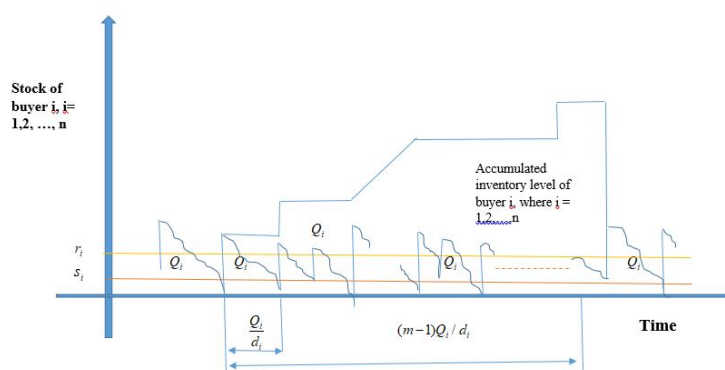 Stock of
buyer i, i=
1,2, …, n
Accumulated
inventory level of
buyer i, where i =
1,2,…,n
Q_i
r_i
Q_i
Q_i
Q_i
Q_i
s_i
Q_i/d_i
(m−1)Q_i / d_i
Time